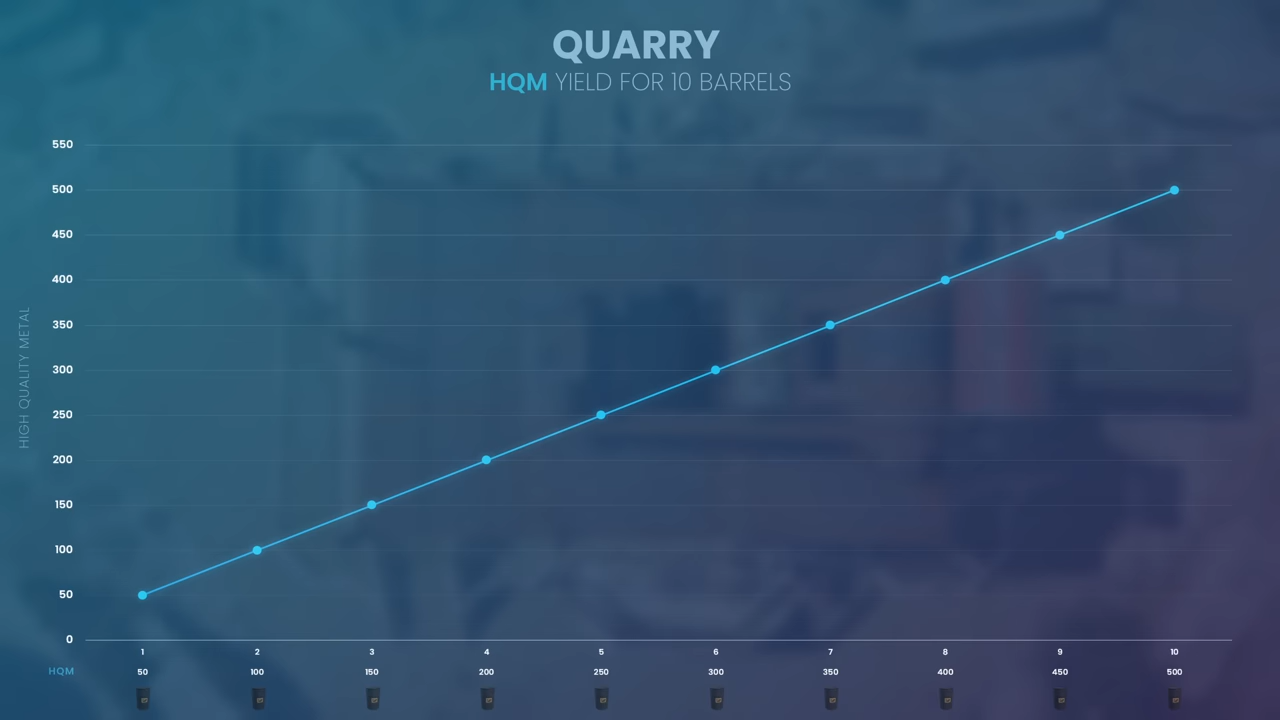 QUARRY
HQM YIELD FOR 10 BARRELS
HIGH QUALITY METAL
550
500
450
400
350
300
250
200
150
100
50
0
1 2 3 4 5 6 7 8 9 10
HQM 50 100 150 200 250 300 350 400 450 500